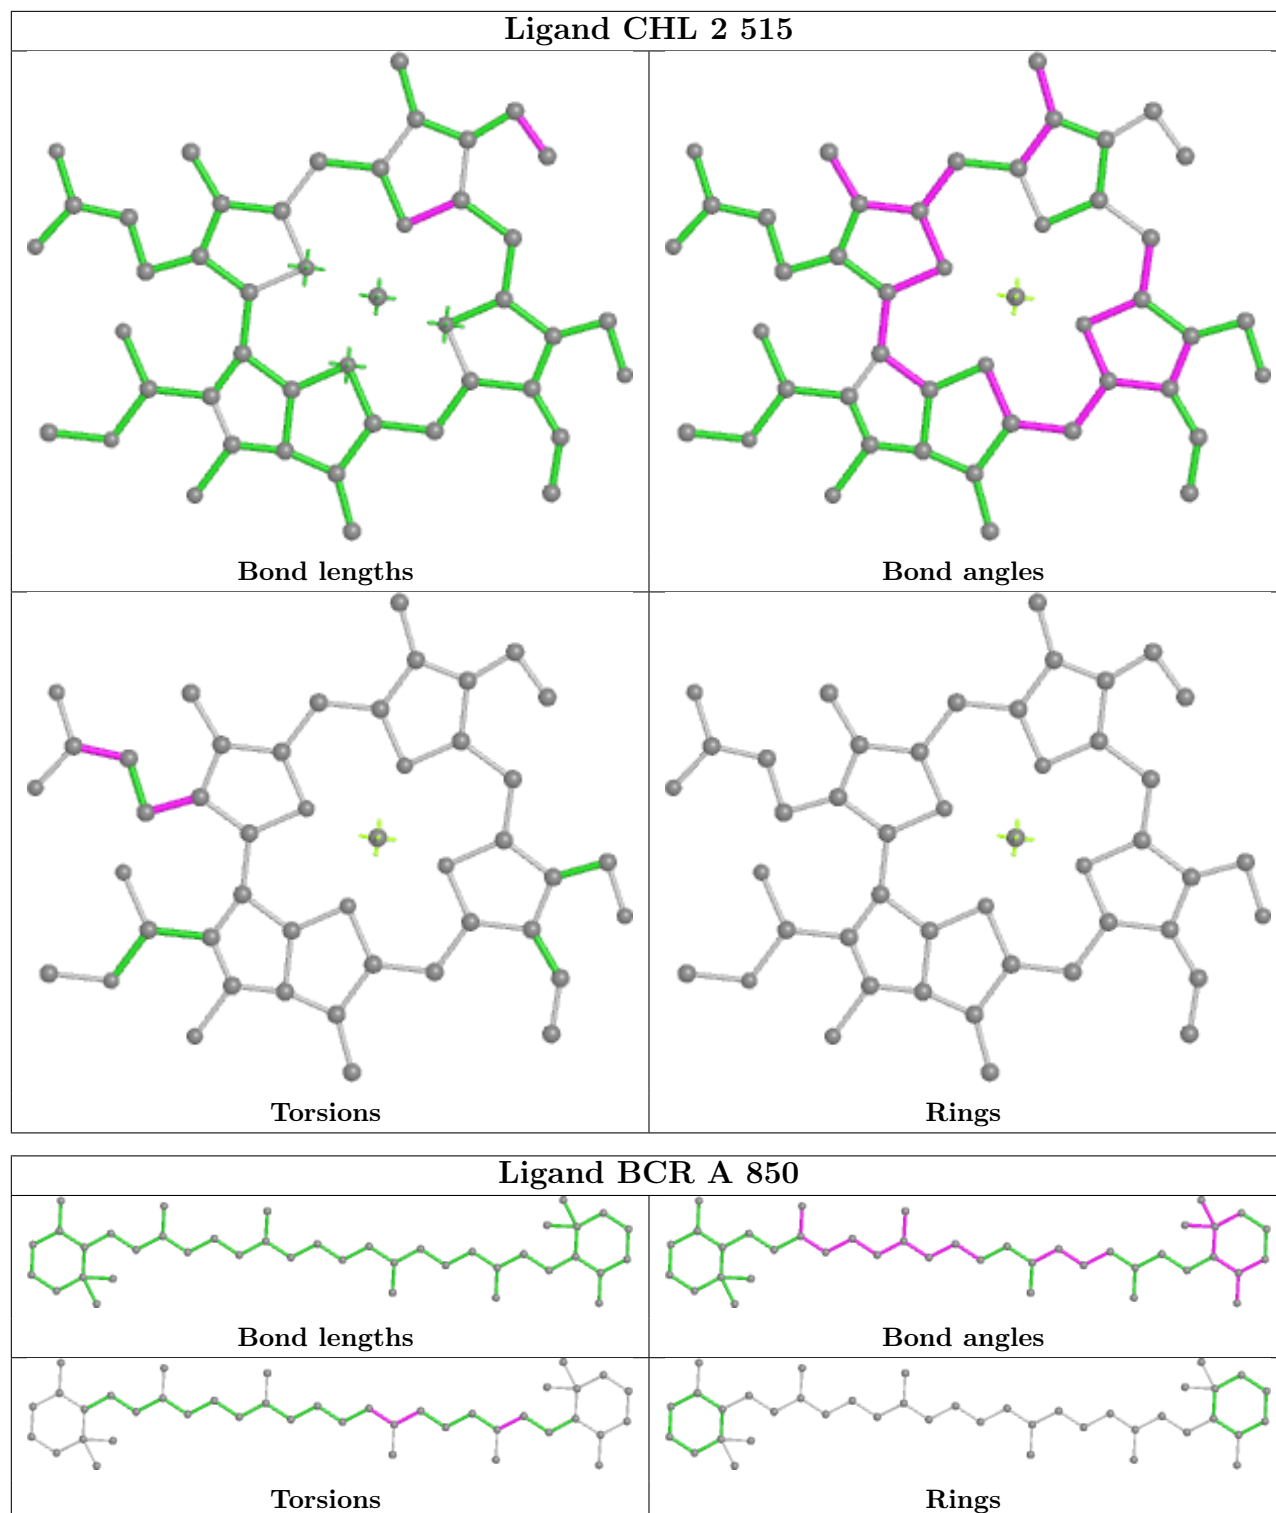 Ligand CHL 2 515
Bond lengths
Bond angles
Torsions
Rings
Ligand BCR A 850
Bond lengths
Bond angles
Torsions
Rings